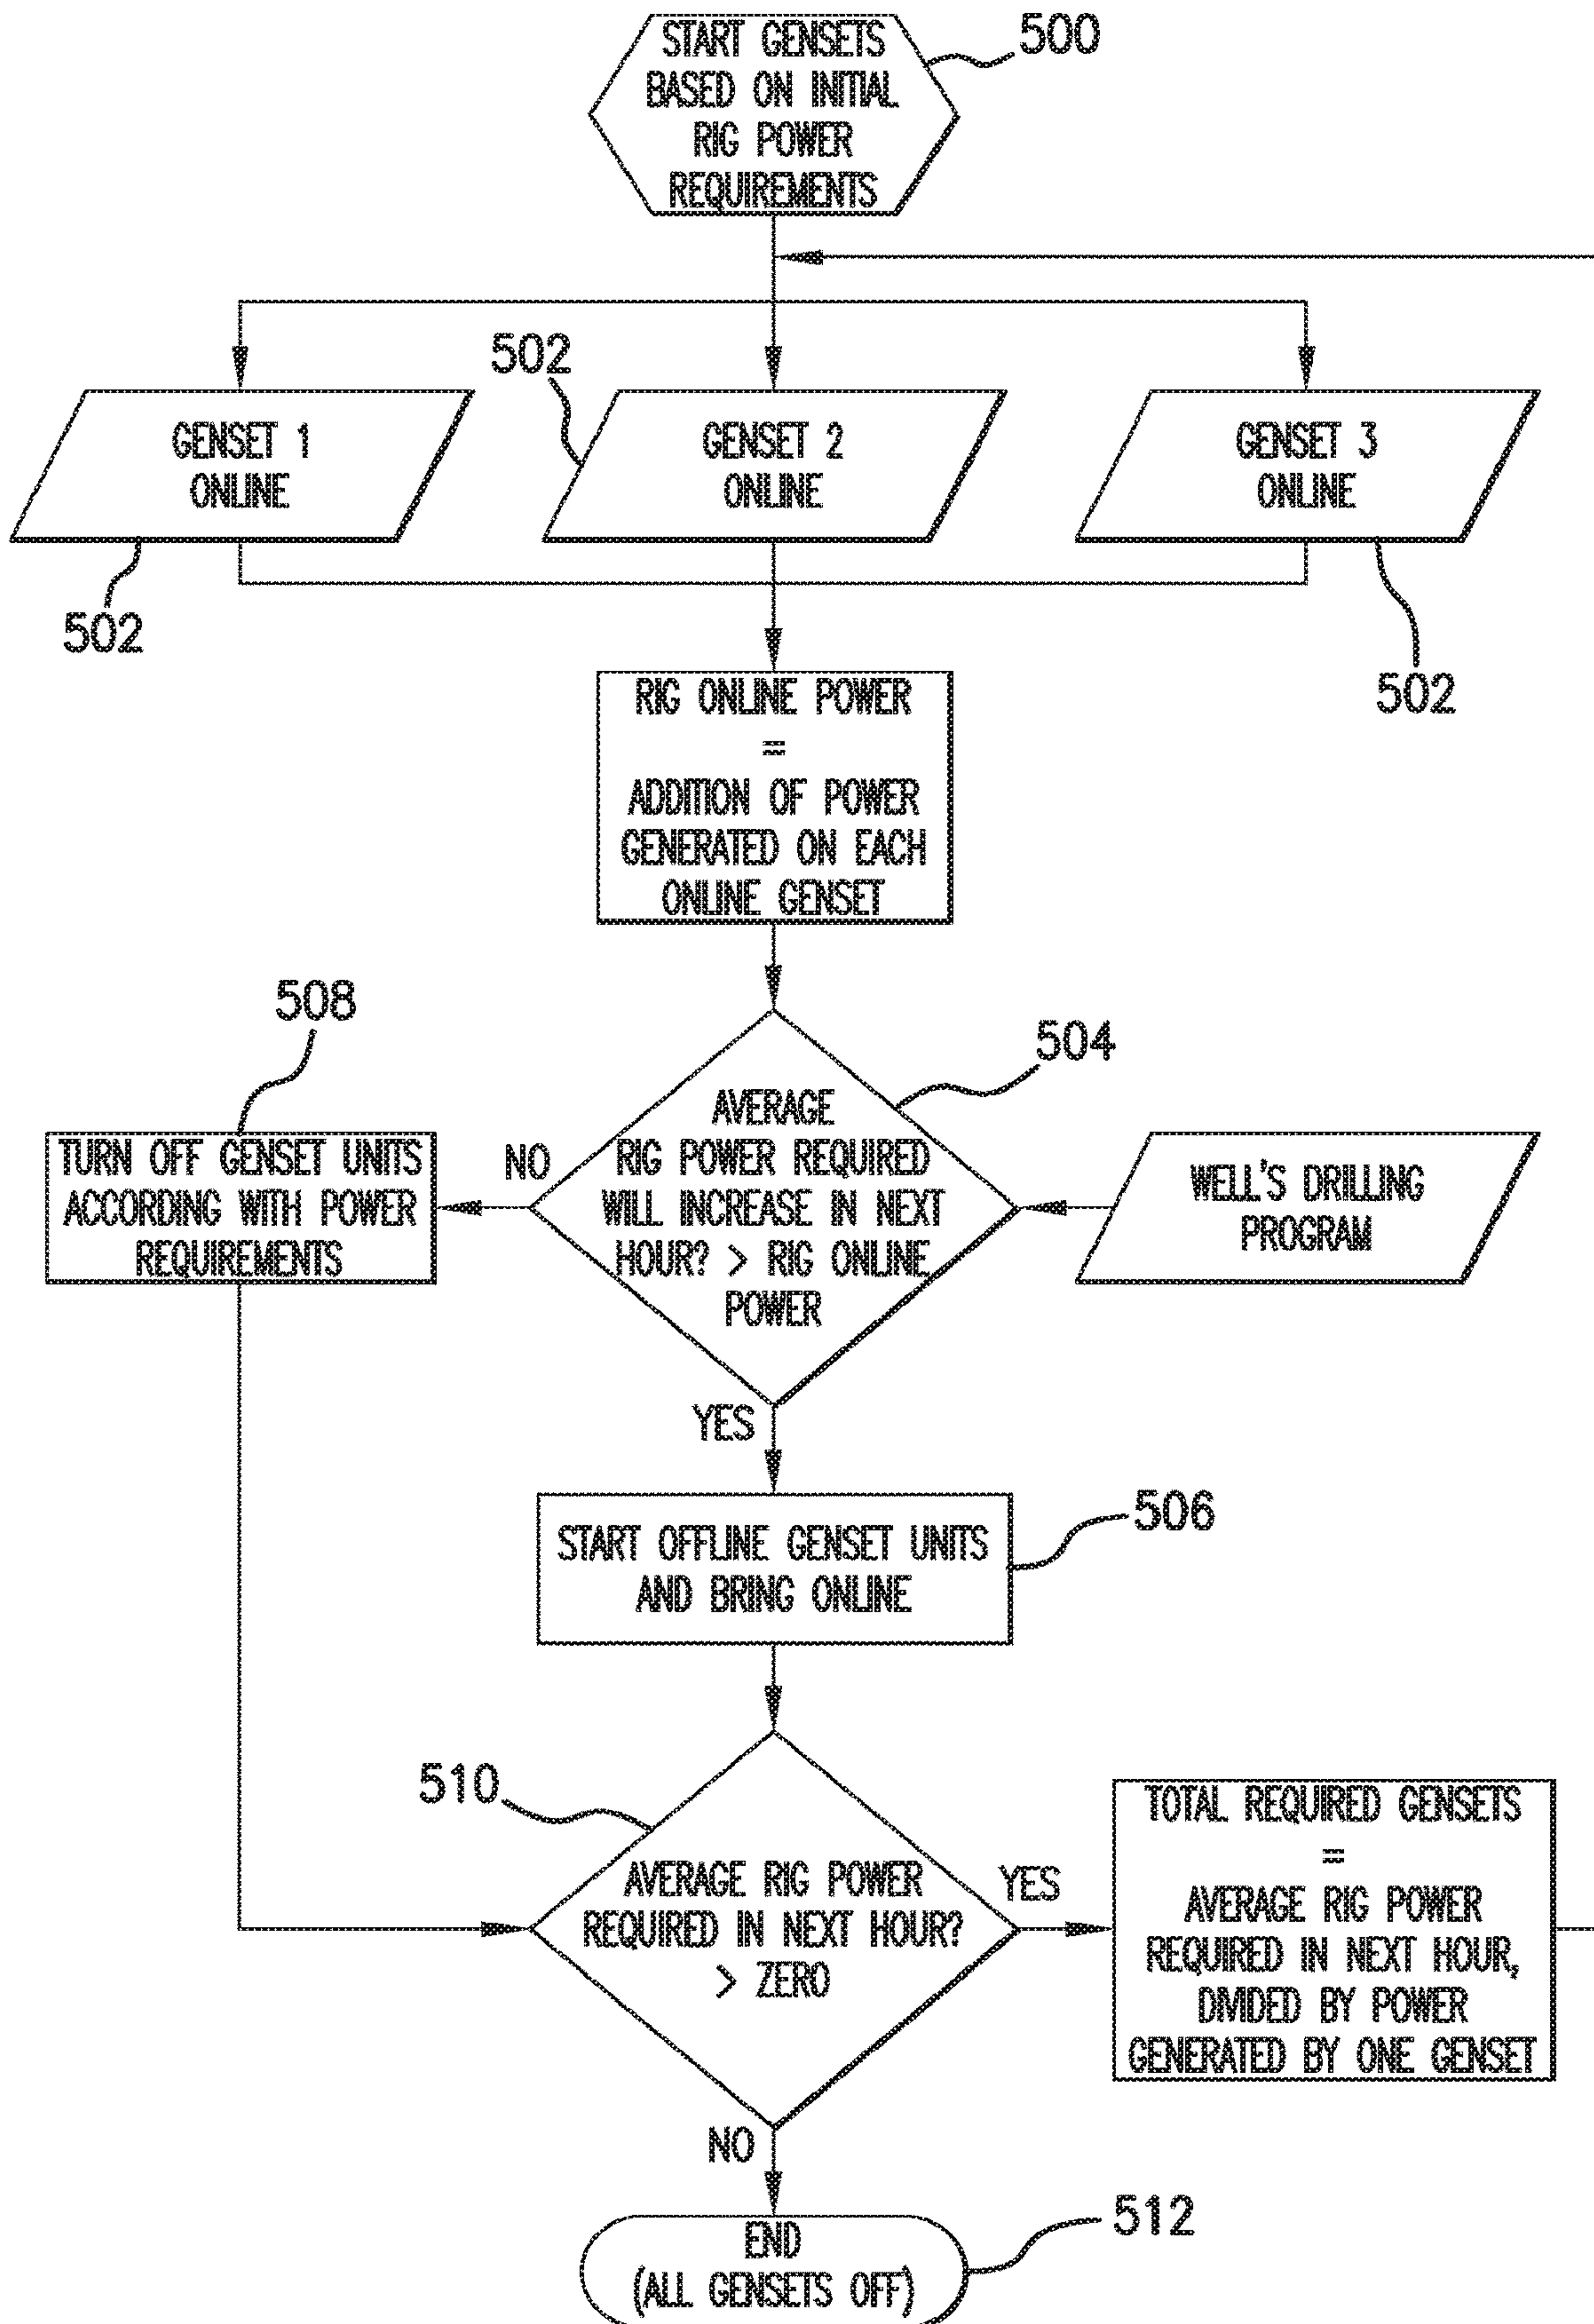 START GENSETS
BASED ON INITIAL
RIG POWER
REQUIREMENTS
500
502
GENSET 1
ONLINE
GENSET 2
ONLINE
GENSET 3
ONLINE
502
502
RIG ONLINE POWER
=
ADDITION OF POWER
GENERATED ON EACH
ONLINE GENSET
508
504
TURN OFF GENSET UNITS
ACCORDING WITH POWER
REQUIREMENTS
NO
AVERAGE
RIG POWER REQUIRED
WILL INCREASE IN NEXT
HOUR? > RIG ONLINE
POWER
WELL'S DRILLING
PROGRAM
YES
START OFFLINE GENSET UNITS
AND BRING ONLINE
506
510
AVERAGE RIG POWER
REQUIRED IN NEXT HOUR?
> ZERO
YES
TOTAL REQUIRED GENSETS
=
AVERAGE RIG POWER
REQUIRED IN NEXT HOUR,
DIVIDED BY POWER
GENERATED BY ONE GENSET
NO
END
(ALL GENSETS OFF)
512